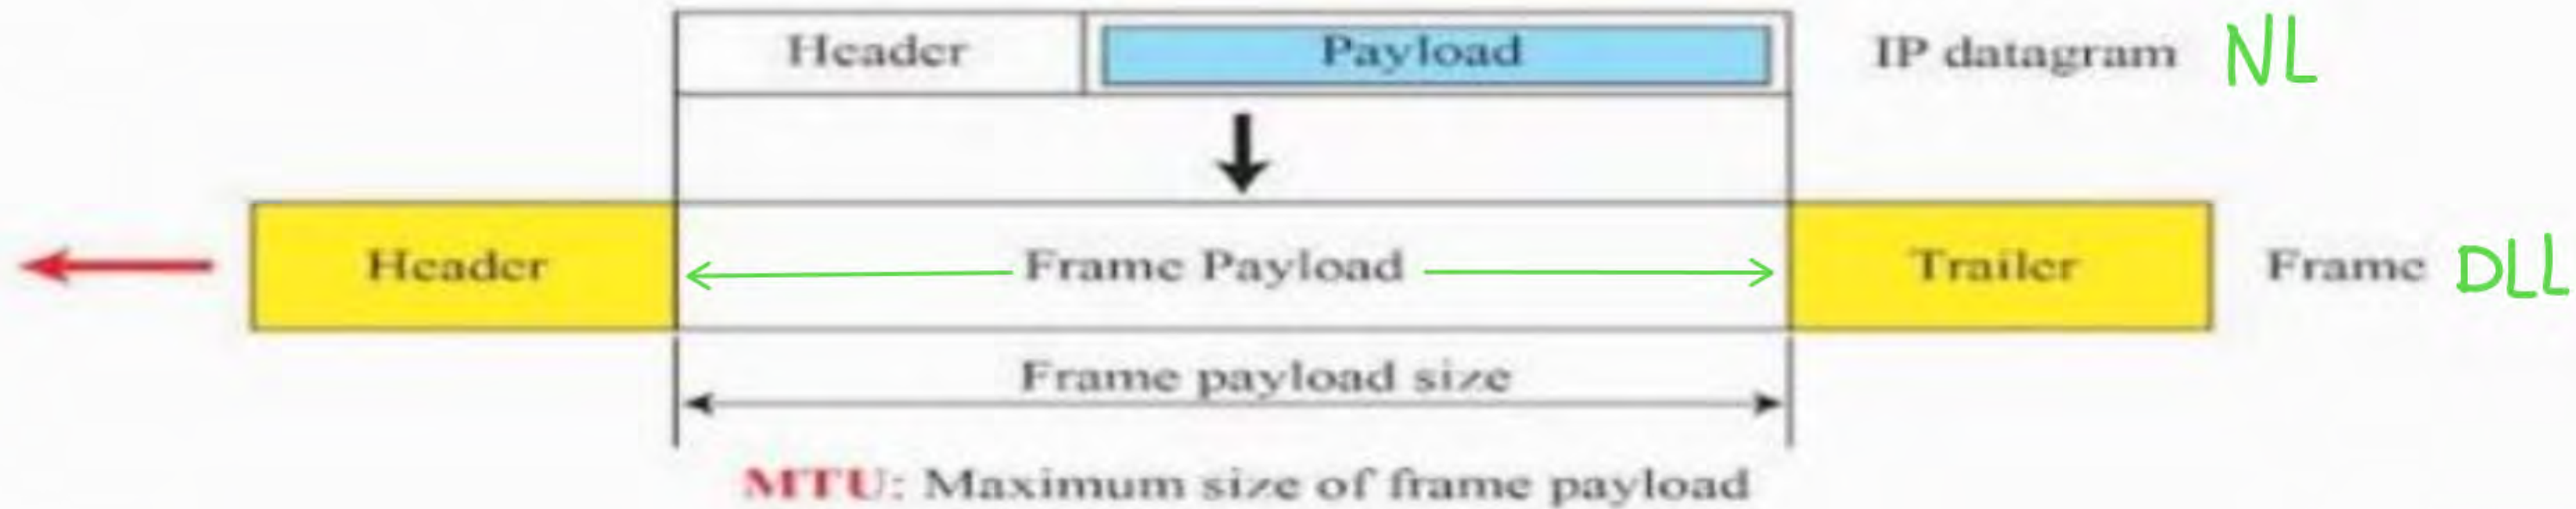 Header Payload IP datagram NL
Header Frame Payload Trailer Frame DLL
Frame payload size
MTU: Maximum size of frame payload